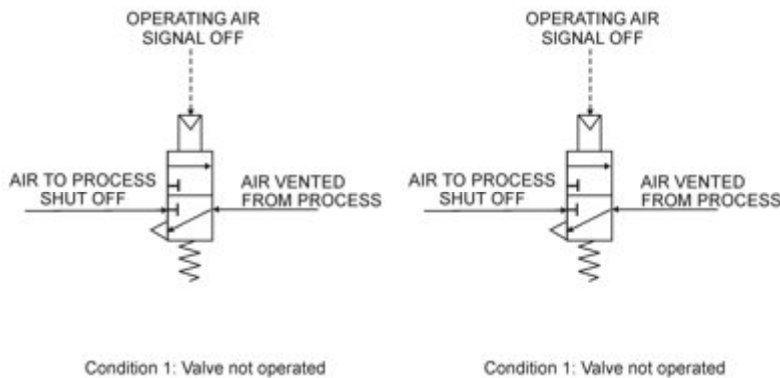 OPERATING AIR
SIGNAL OFF
AIR TO PROCESS
SHUT OFF
AIR VENTED
FROM PROCESS
Condition 1: Valve not operated
OPERATING AIR
SIGNAL OFF
AIR TO PROCESS
SHUT OFF
AIR VENTED
FROM PROCESS
Condition 1: Valve not operated